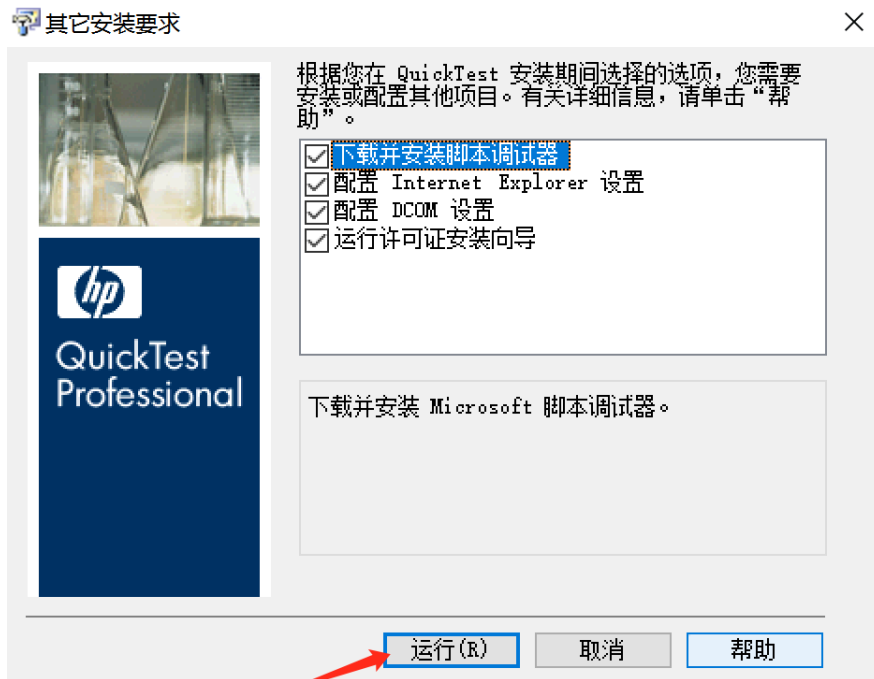 其它安装要求
根据您在 QuickTest 安装期间选择的选项，您需要
安装或配置其他项目。有关详细信息，请单击“帮
助”。
下载并安装脚本调试器
配置 Internet Explorer 设置
配置 DCOM 设置
运行许可证安装向导
hp
QuickTest
Professional
下载并安装 Microsoft 脚本调试器。
运行(R)
取消
帮助